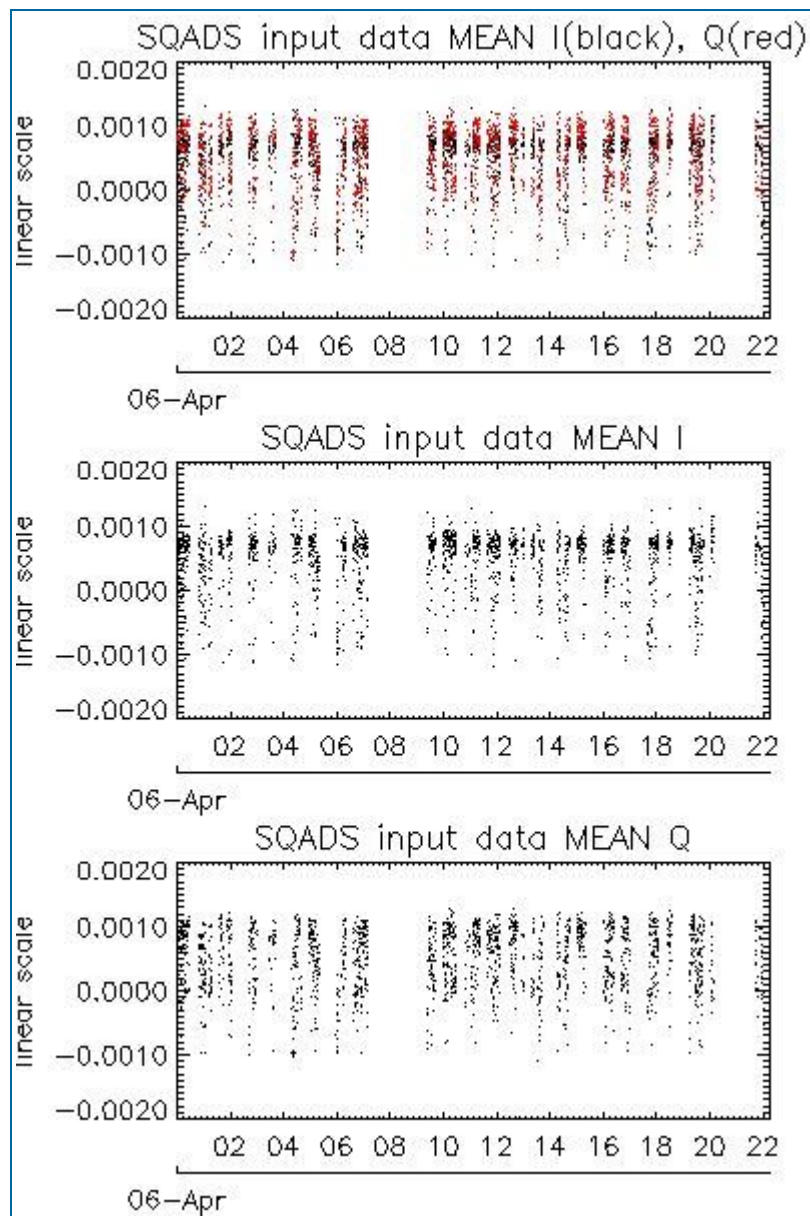 SQADS input data MEAN I(black), Q(red)
0.0020
0.0010
0.0000
-0.0010
-0.0020
linear scale
02 04 06 08 10 12 14 16 18 20 22
06-Apr
SQADS input data MEAN I
0.0020
0.0010
0.0000
-0.0010
-0.0020
linear scale
02 04 06 08 10 12 14 16 18 20 22
06-Apr
SQADS input data MEAN Q
0.0020
0.0010
0.0000
-0.0010
-0.0020
linear scale
02 04 06 08 10 12 14 16 18 20 22
06-Apr